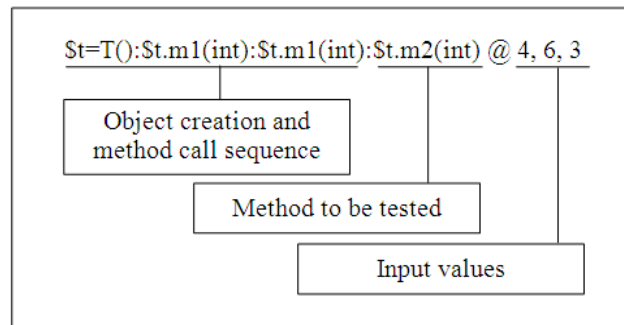 $t=T():$t.m1(int):$t.m1(int):$t.m2(int) @ 4, 6, 3
Object creation and
method call sequence
Method to be tested
Input values